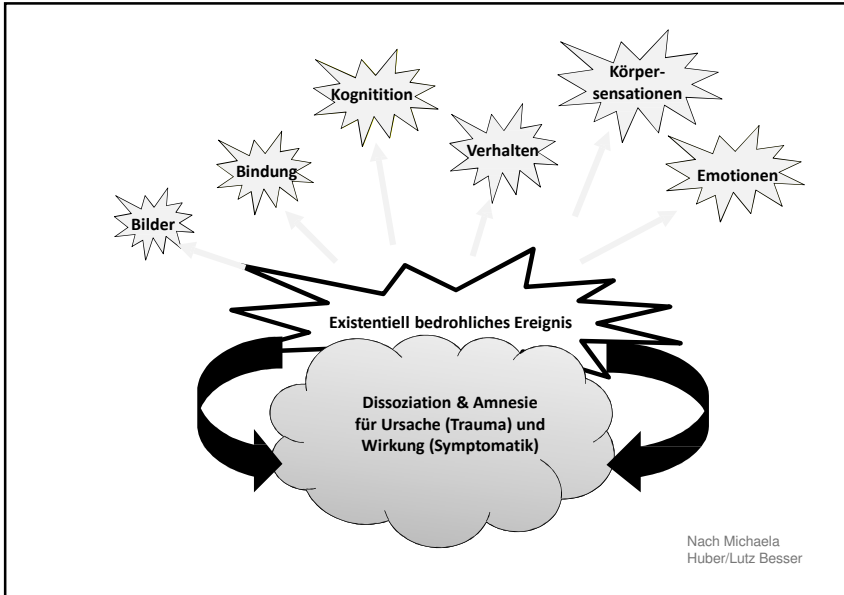 Kognitition
Körper-
sensationen
Bindung
Verhalten
Emotionen
Bilder
Existentiell bedrohliches Ereignis
Dissoziation & Amnesie
für Ursache (Trauma) und
Wirkung (Symptomatik)
Nach Michaela
Huber/Lutz Besser